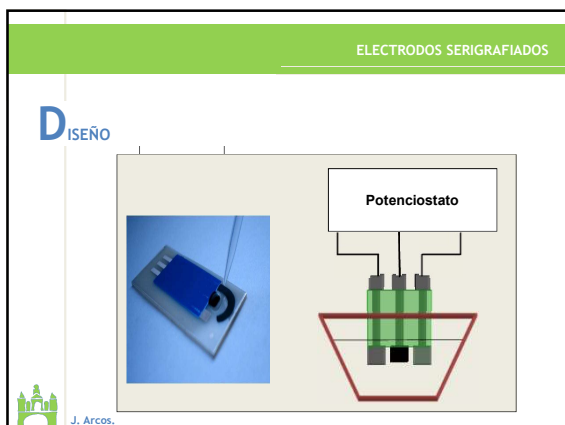 ELECTRODOS SERIGRAFIADOS
DISEÑO
Potenciostato
J. Arcos.